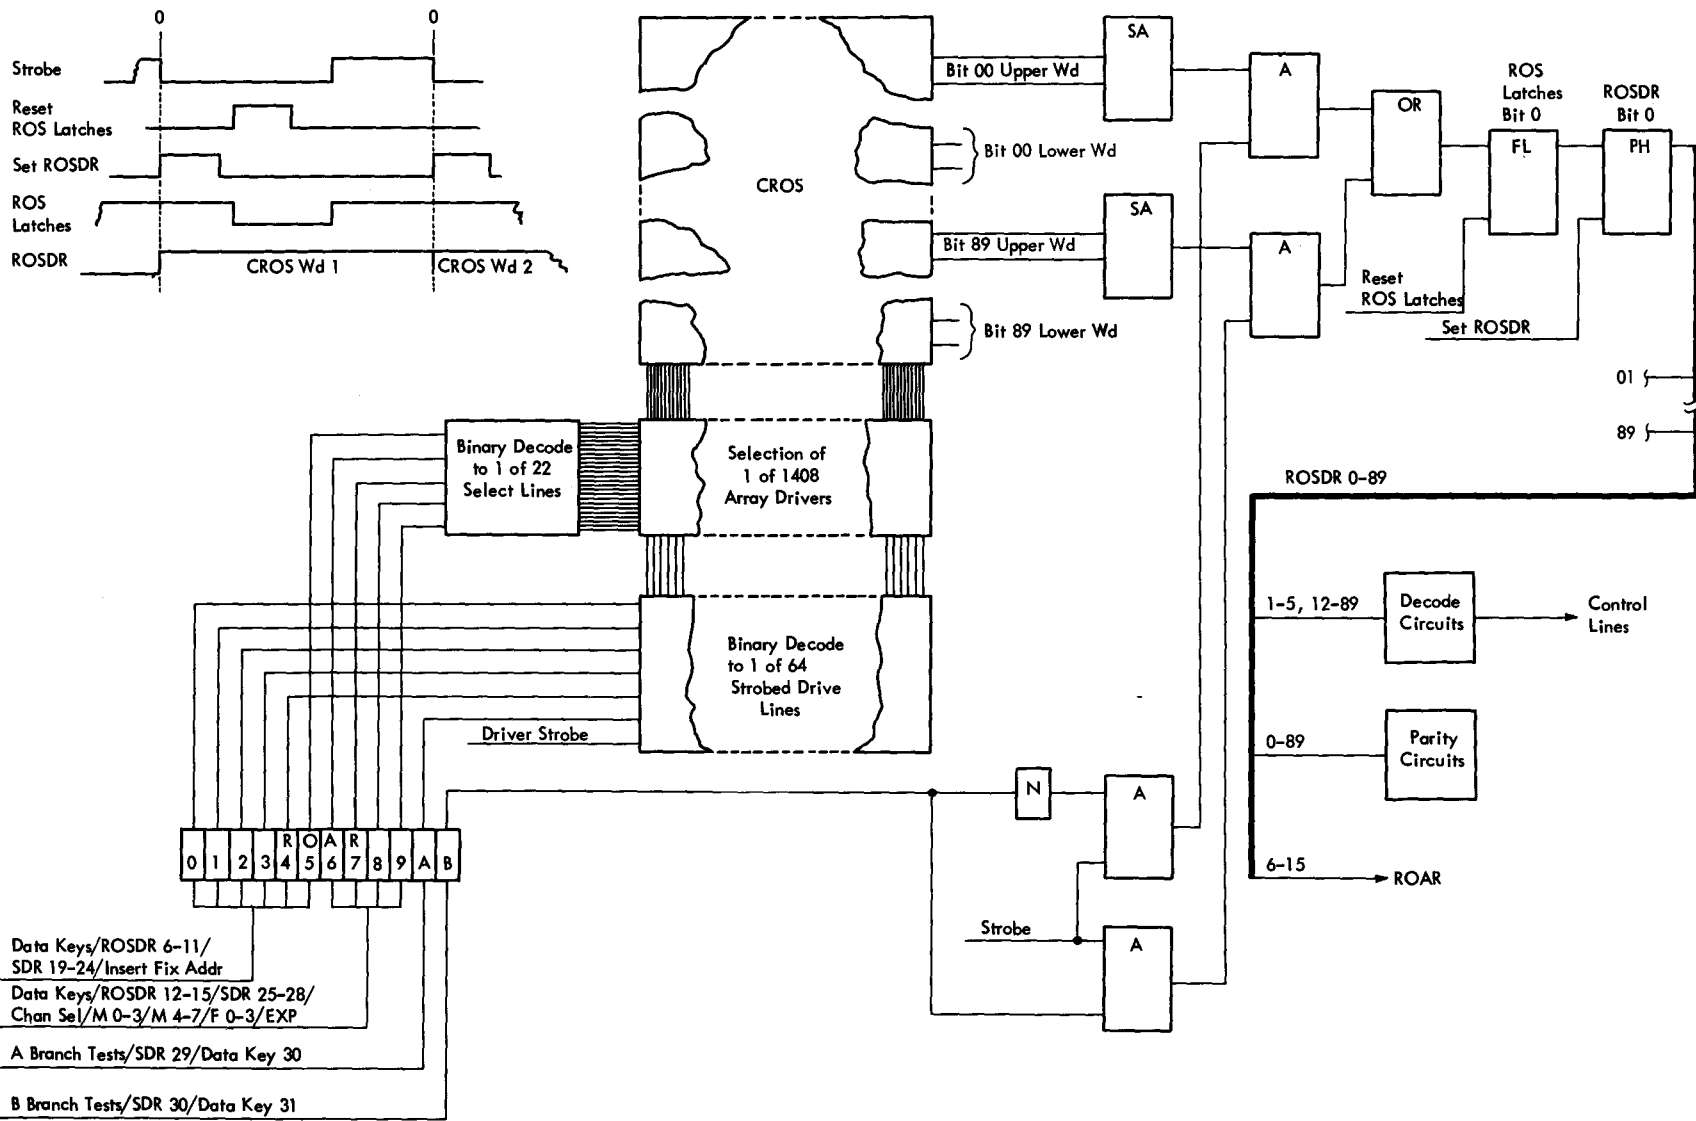 0
0
Strobe
Reset
ROS Latches
Set ROSDR
ROS
Latches
ROSDR
CROS Wd 1
CROS Wd 2
CROS
Bit 00 Upper Wd
Bit 00 Lower Wd
Bit 89 Upper Wd
Bit 89 Lower Wd
SA
SA
A
A
OR
ROS
Latches
Bit 0
FL
ROSDR
Bit 0
PH
Reset
ROS Latches
Set ROSDR
01
89
ROSDR 0-89
Binary Decode
to 1 of 22
Select Lines
Selection of
1 of 1408
Array Drivers
Binary Decode
to 1 of 64
Strobed Drive
Lines
Driver Strobe
1-5, 12-89
Decode
Circuits
Control
Lines
0-89
Parity
Circuits
6-15
ROAR
N
A
Strobe
A
R O A R
0 1 2 3 4 5 6 7 8 9 A B
Data Keys/ROSDR 6-11/
SDR 19-24/Insert Fix Addr
Data Keys/ROSDR 12-15/SDR 25-28/
Chan Sel/M 0-3/M 4-7/F 0-3/EXP
A Branch Tests/SDR 29/Data Key 30
B Branch Tests/SDR 30/Data Key 31